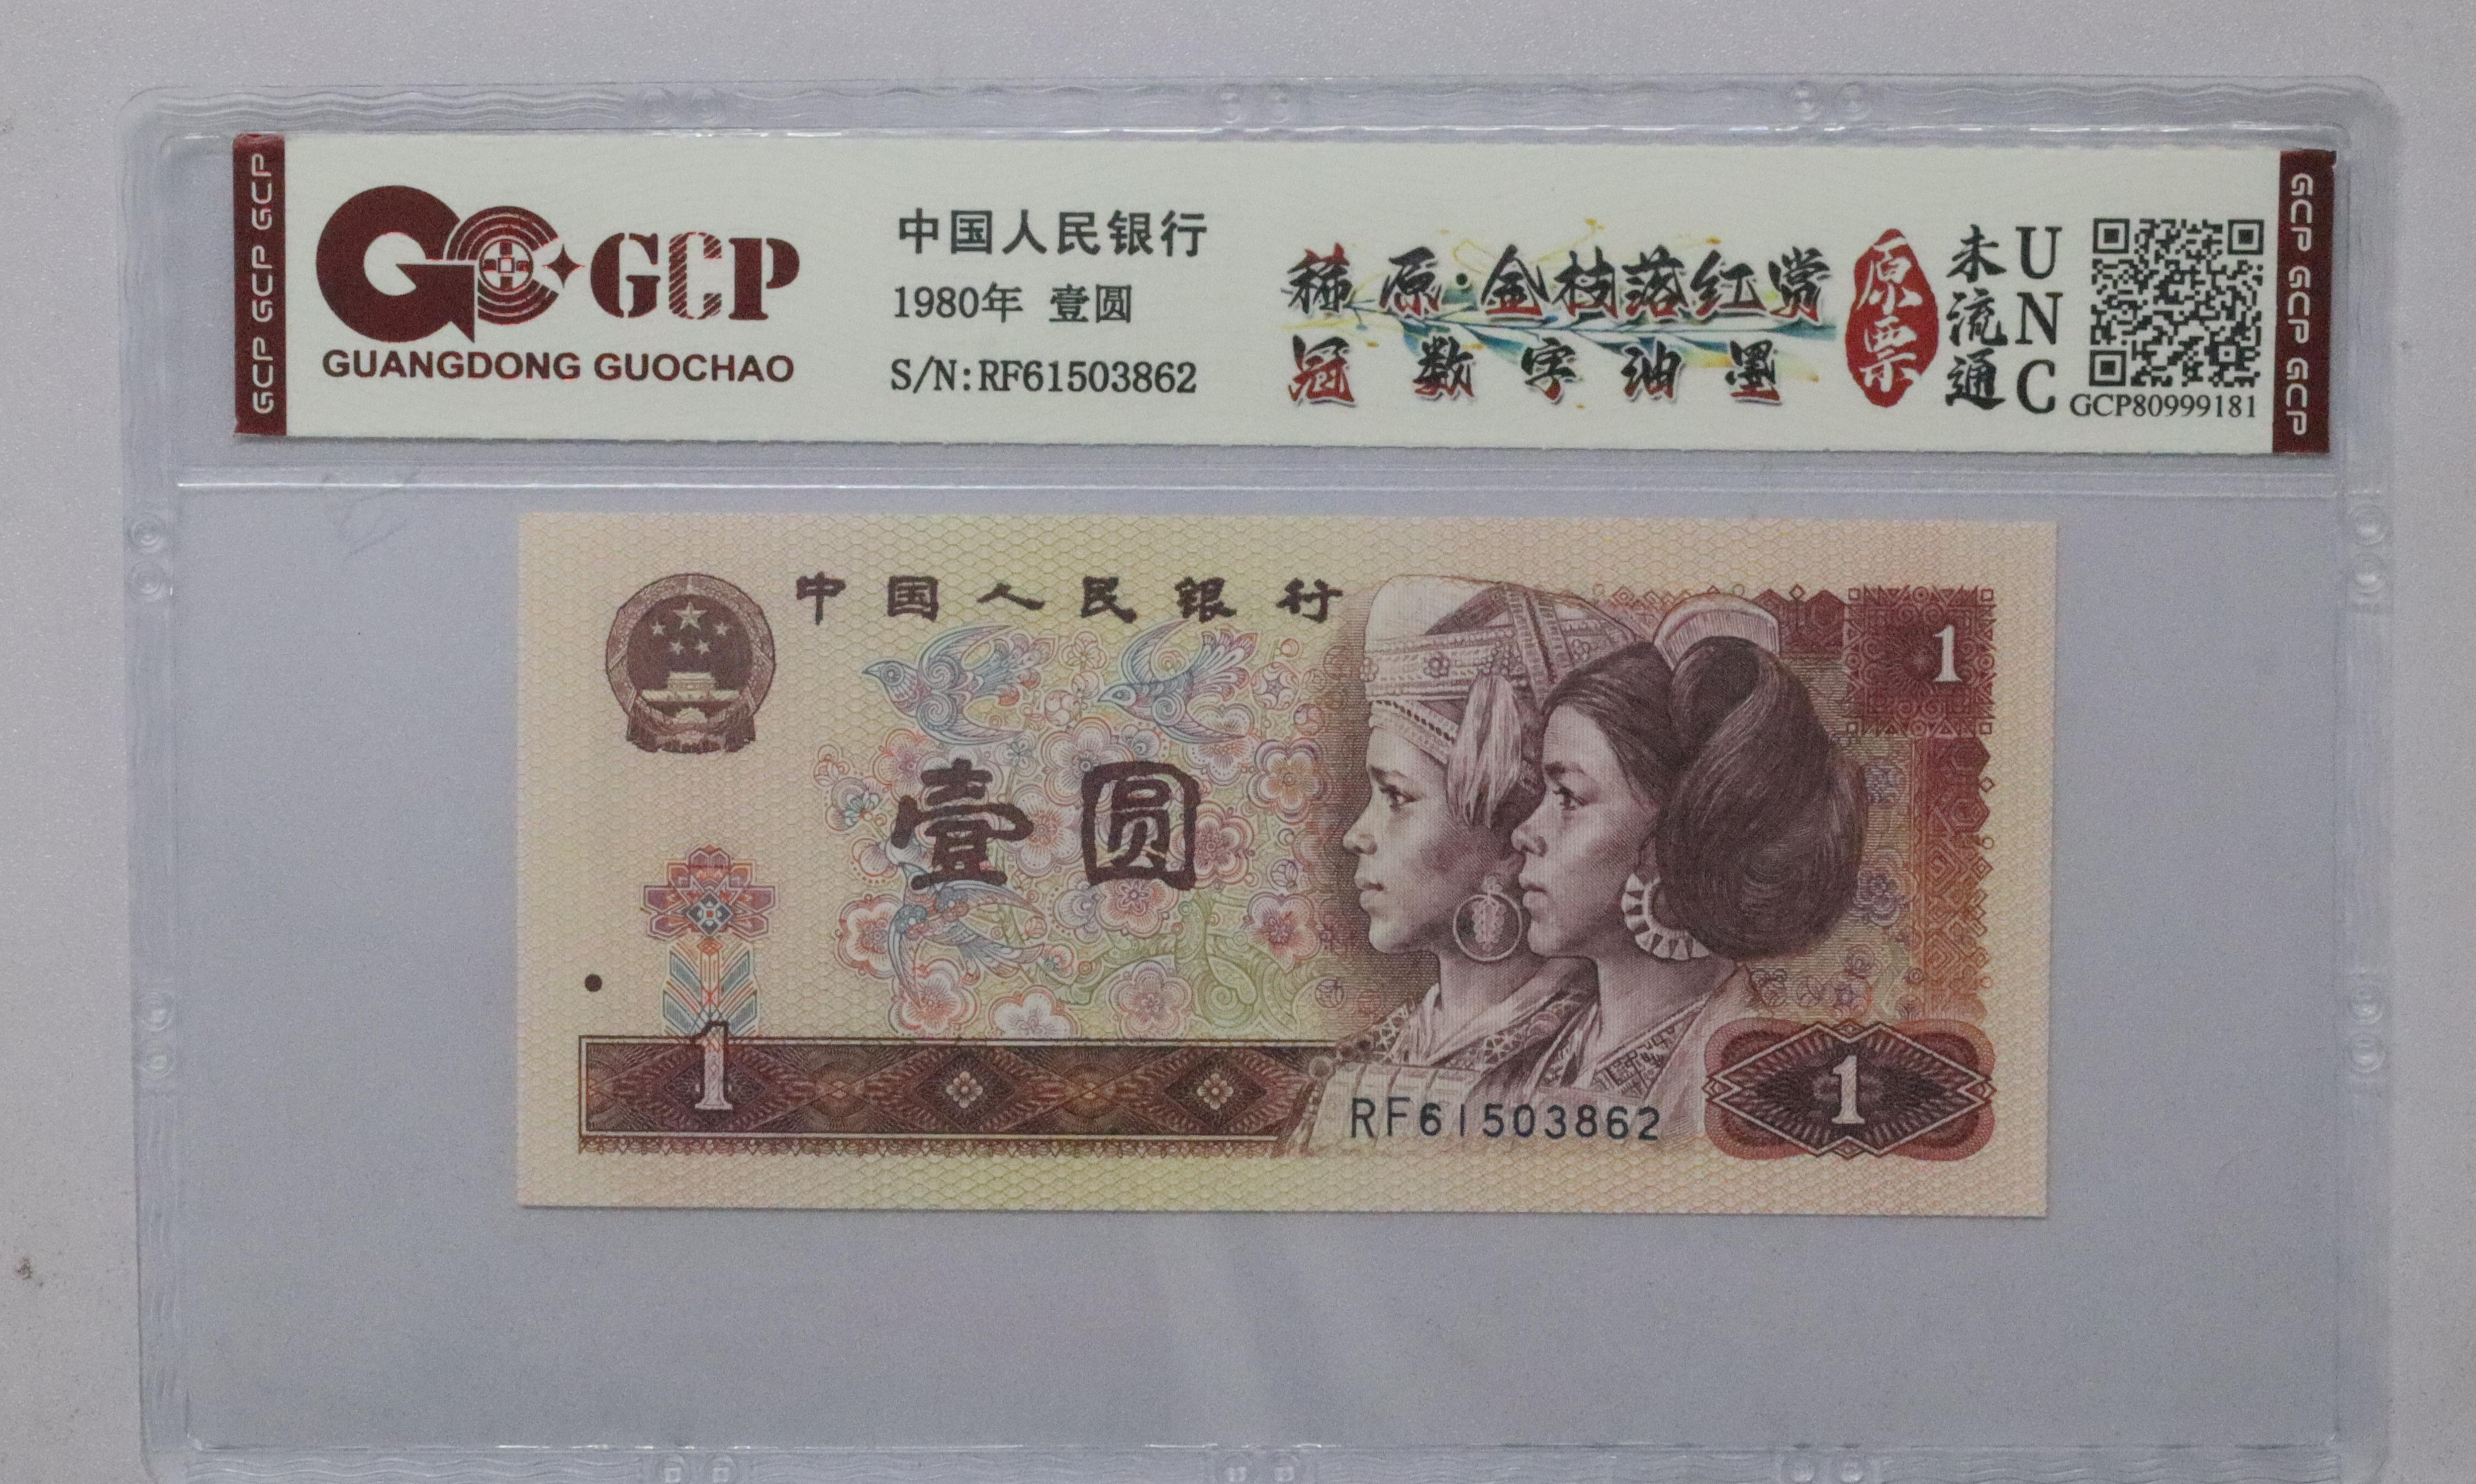 GCP GCP GCP
GCP
GUANGDONG GUOCHAO
中国人民银行
1980年 壹圆
S/N:RF61503862
稀原·金枝落红赏
冠数字油墨
原票
未流通
UNC
GCP80999181
GCP GCP GCP
中国人民银行
1
壹圆
1
RF61503862
1